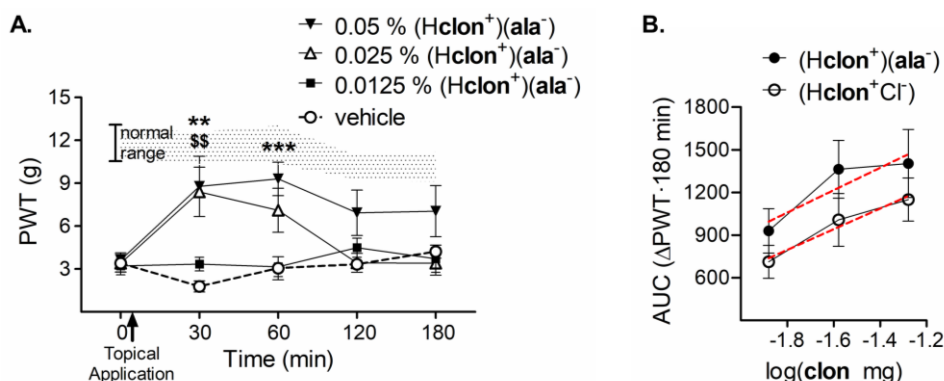 A.
0.05 % (Hclon⁺)(ala⁻)
0.025 % (Hclon⁺)(ala⁻)
0.0125 % (Hclon⁺)(ala⁻)
vehicle
15
12
9
6
3
PWT (g)
normal
range
**
$$
***
0
30
60
120
180
Topical
Application
Time (min)
B.
(Hclon⁺)(ala⁻)
(Hclon⁺Cl⁻)
1800
1500
1200
900
600
AUC (ΔPWT·180 min)
-1.8
-1.6
-1.4
-1.2
log(clon mg)